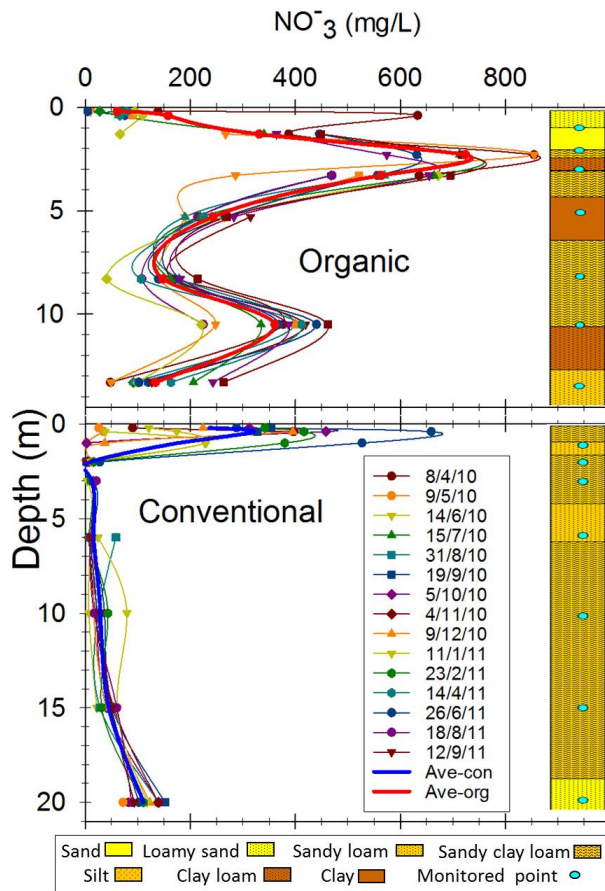 NO⁻₃ (mg/L)
0 200 400 600 800
0
5
10
Organic
Depth (m)
0
5
10
15
20
Conventional
8/4/10
9/5/10
14/6/10
15/7/10
31/8/10
19/9/10
5/10/10
4/11/10
9/12/10
11/1/11
23/2/11
14/4/11
26/6/11
18/8/11
12/9/11
Ave-con
Ave-org
Sand Loamy sand Sandy loam Sandy clay loam
Silt Clay loam Clay Monitored point